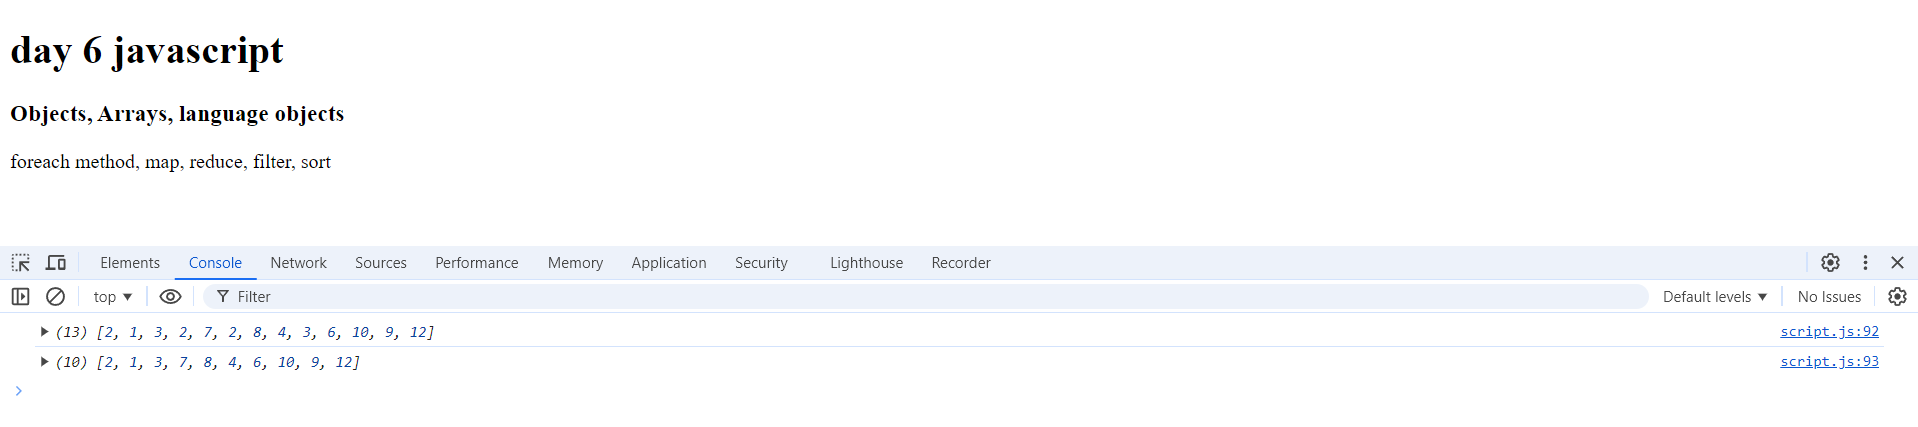 day 6 javascript
Objects, Arrays, language objects
foreach method, map, reduce, filter, sort
Elements Console Network Sources Performance Memory Application Security Lighthouse Recorder
top Filter Default levels No Issues
(13) [2, 1, 3, 2, 7, 2, 8, 4, 3, 6, 10, 9, 12] script.js:92
(10) [2, 1, 3, 7, 8, 4, 6, 10, 9, 12] script.js:93